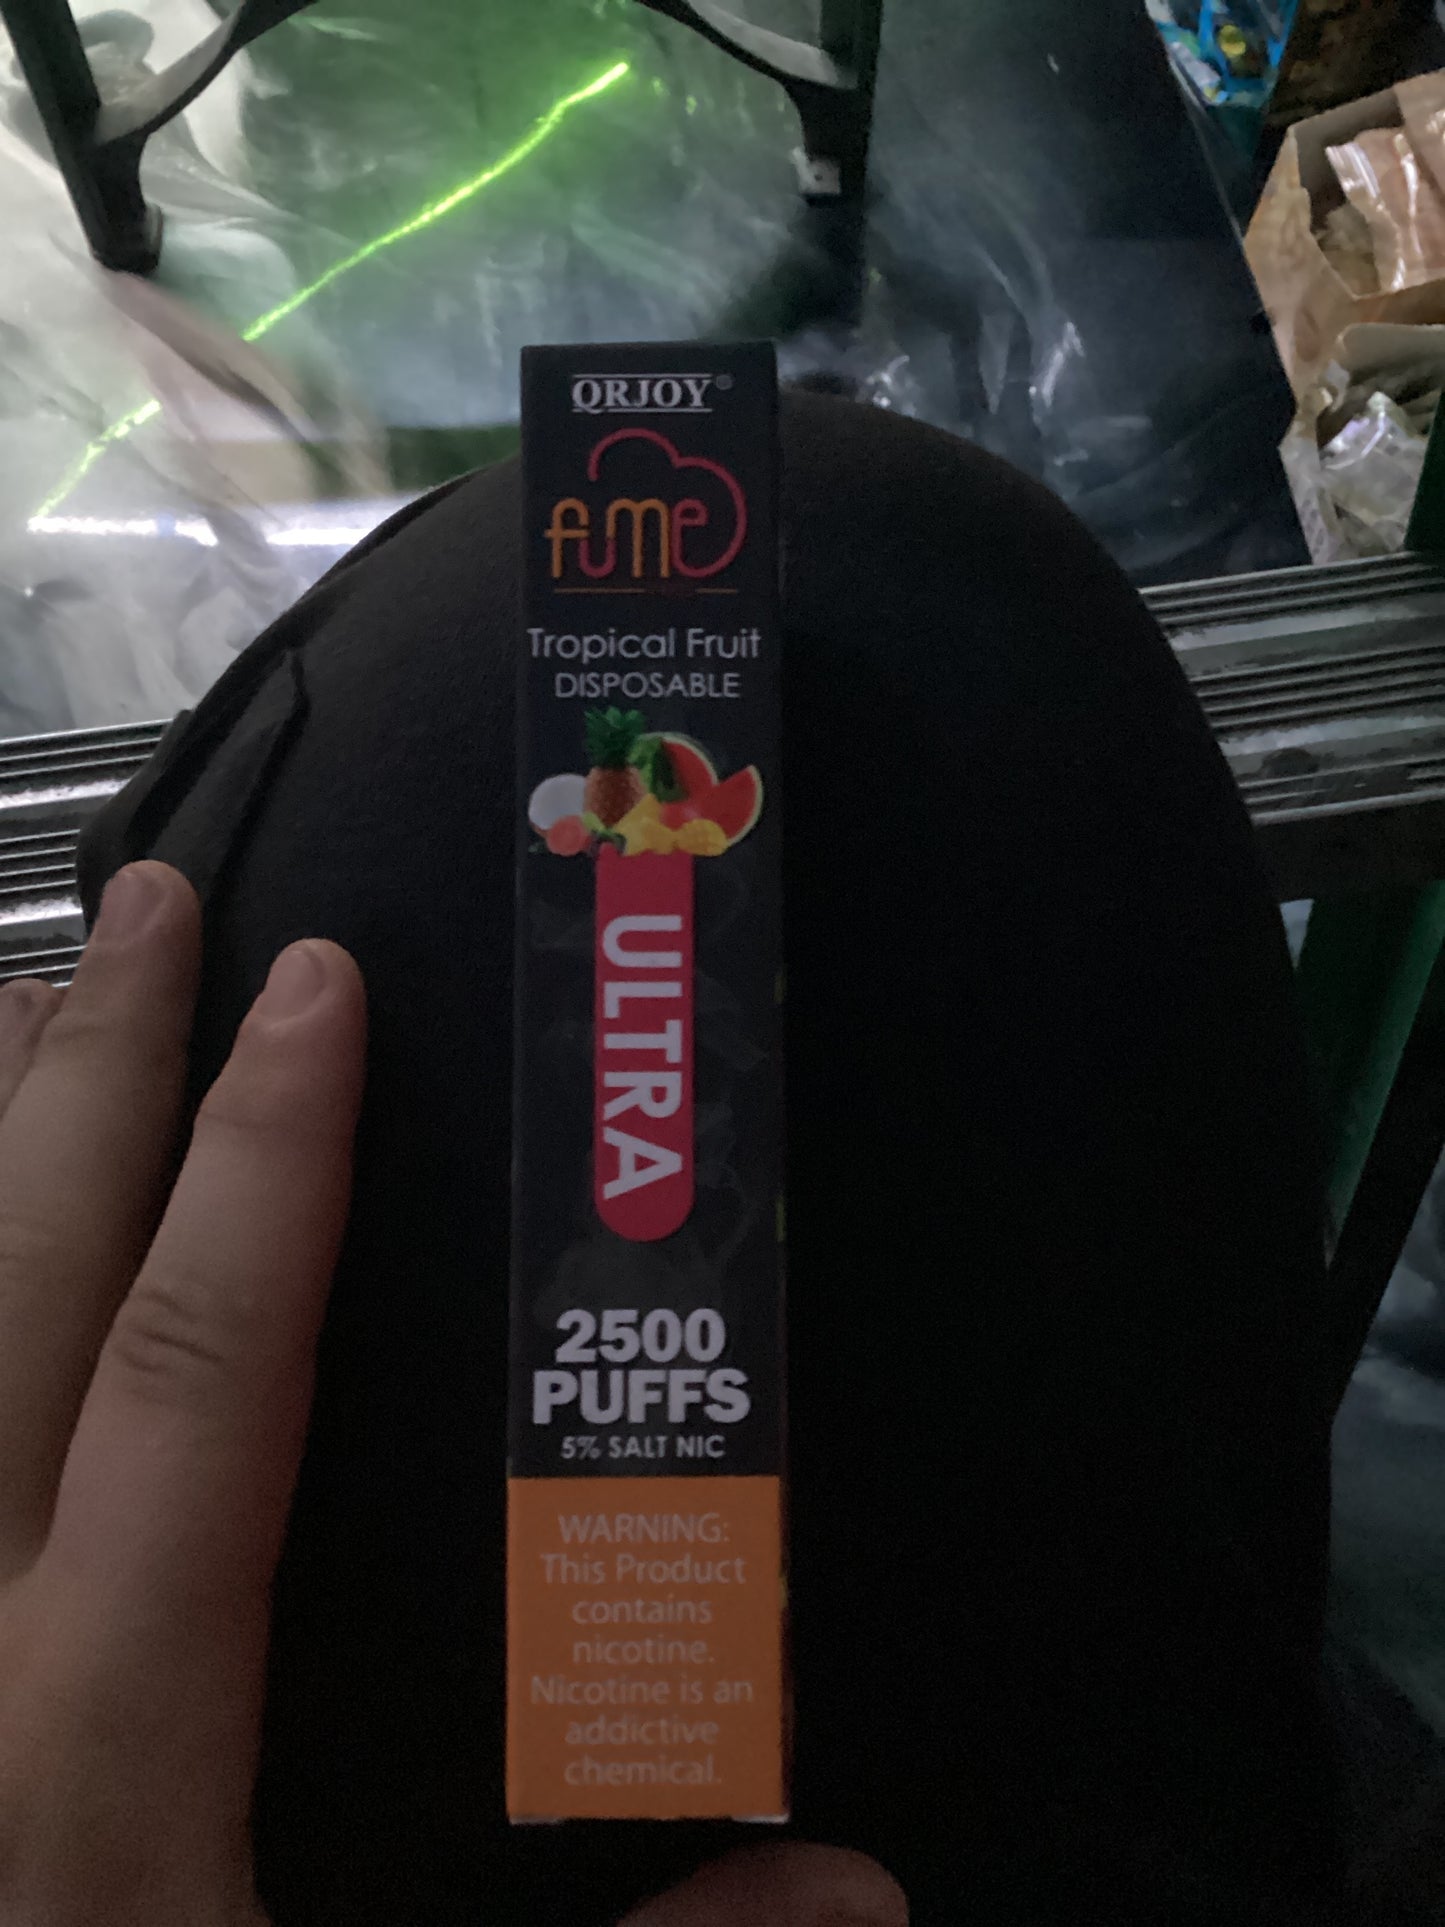 QRJOY®
fume
Tropical Fruit
DISPOSABLE
ULTRA
2500
PUFFS
5% SALT NIC
WARNING:
This Product
contains
nicotine.
Nicotine is an
addictive
chemical.